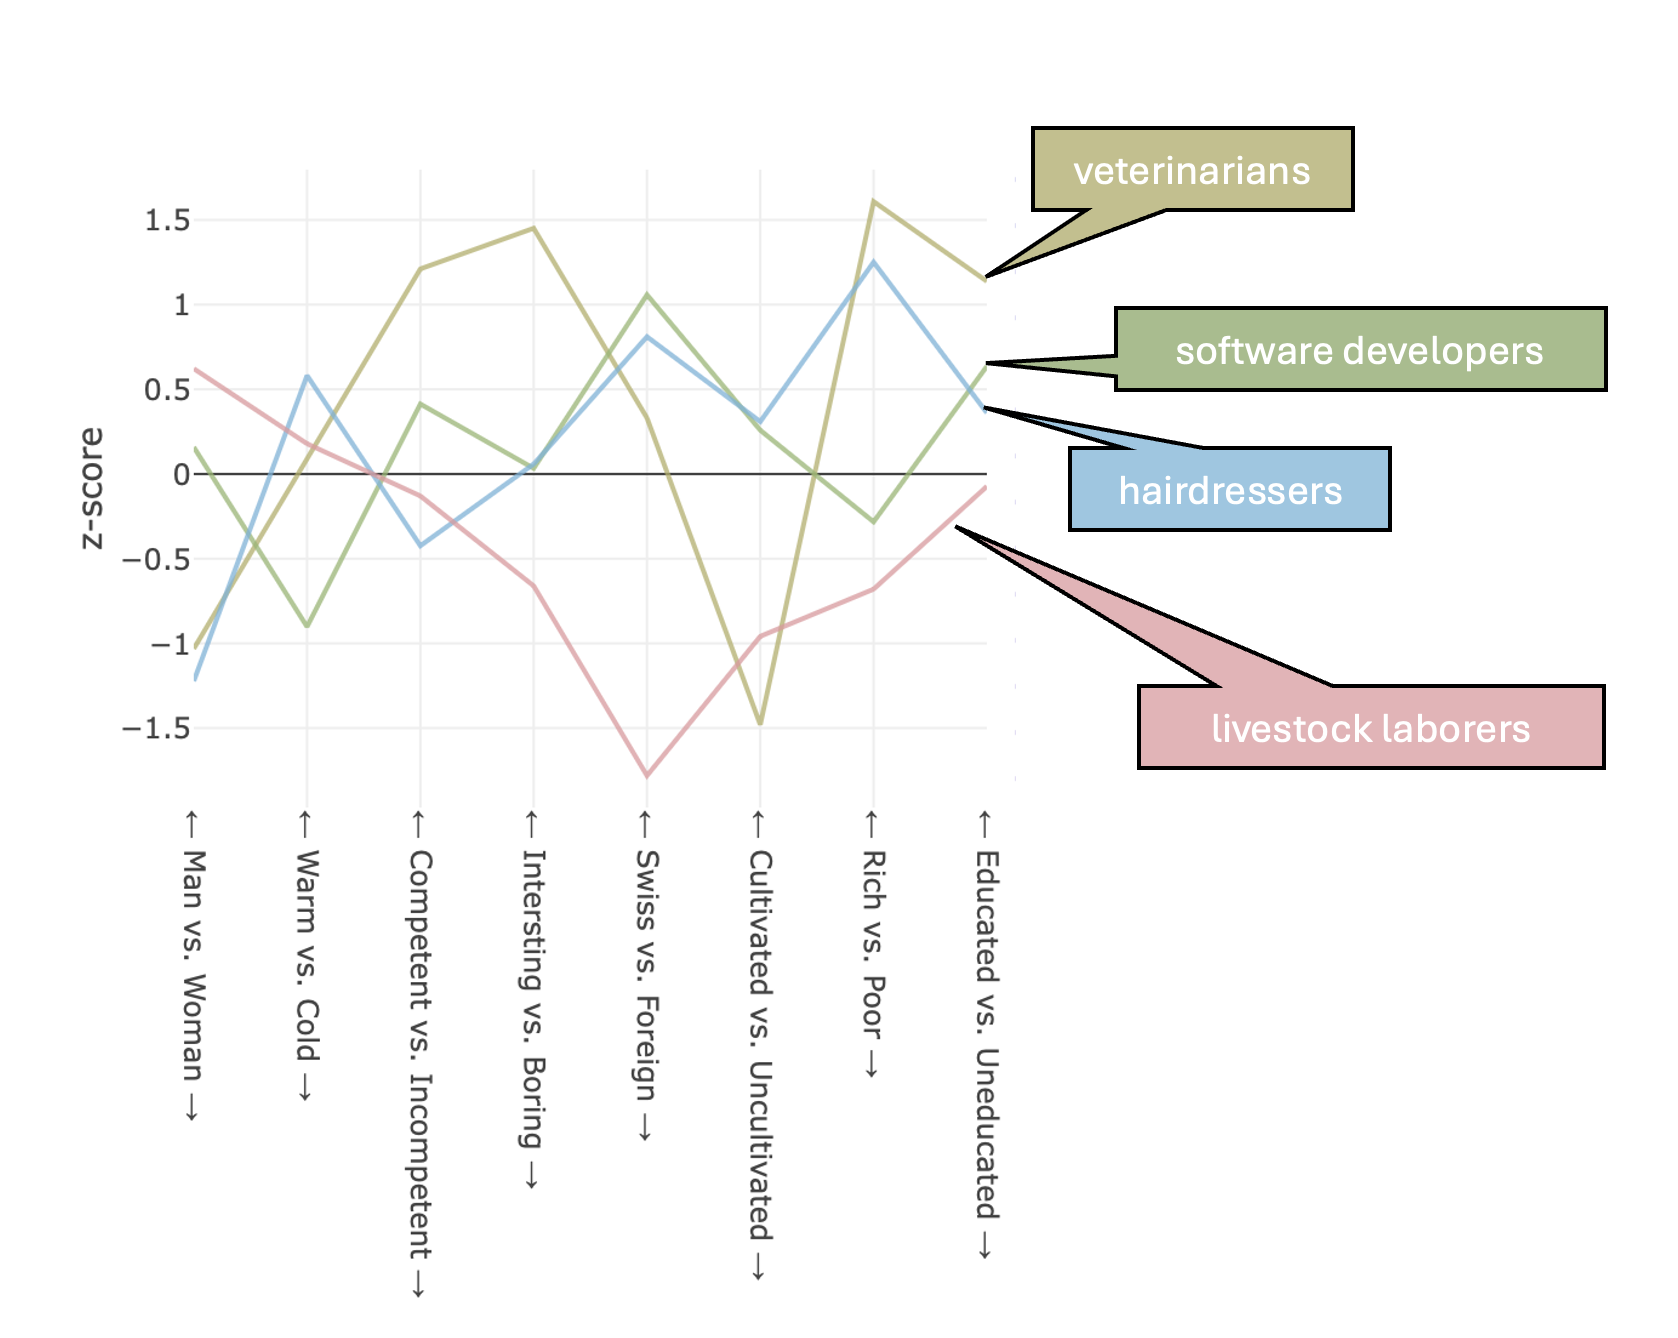 veterinarians
1.5
1
software developers
0.5
z-score
0
hairdressers
−0.5
−1
livestock laborers
−1.5
← Man vs. Woman →
← Warm vs. Cold →
← Competent vs. Incompetent →
← Intersting vs. Boring →
← Swiss vs. Foreign →
← Cultivated vs. Uncultivated →
← Rich vs. Poor →
← Educated vs. Uneducated →